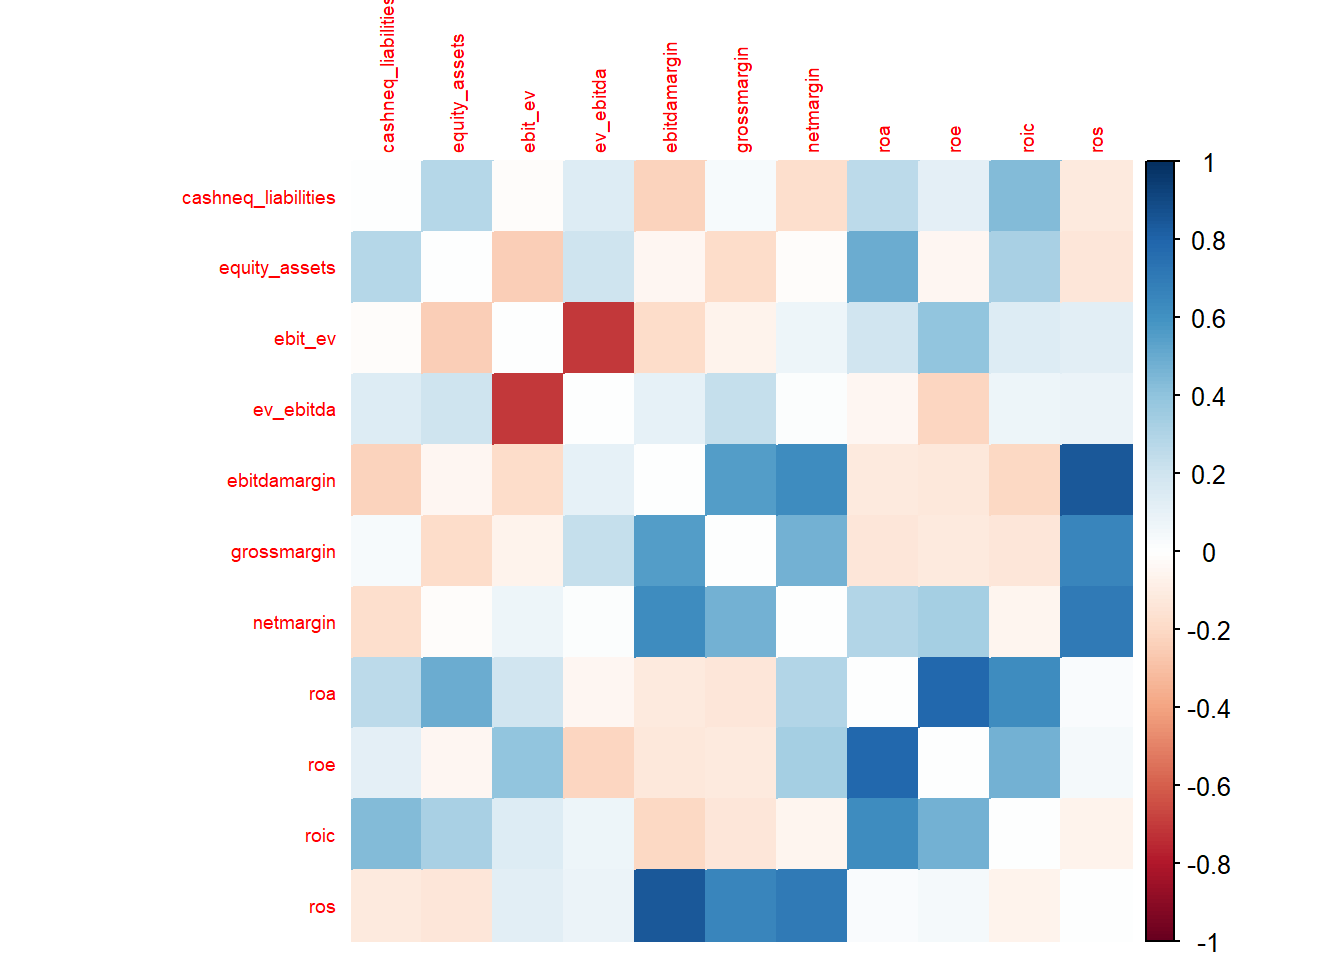 cashneq_liabilities
equity_assets
ebit_ev
ev_ebitda
ebitdamargin
grossmargin
netmargin
roa
roe
roic
ros
cashneq_liabilities
equity_assets
ebit_ev
ev_ebitda
ebitdamargin
grossmargin
netmargin
roa
roe
roic
ros
1
0.8
0.6
0.4
0.2
0
-0.2
-0.4
-0.6
-0.8
-1